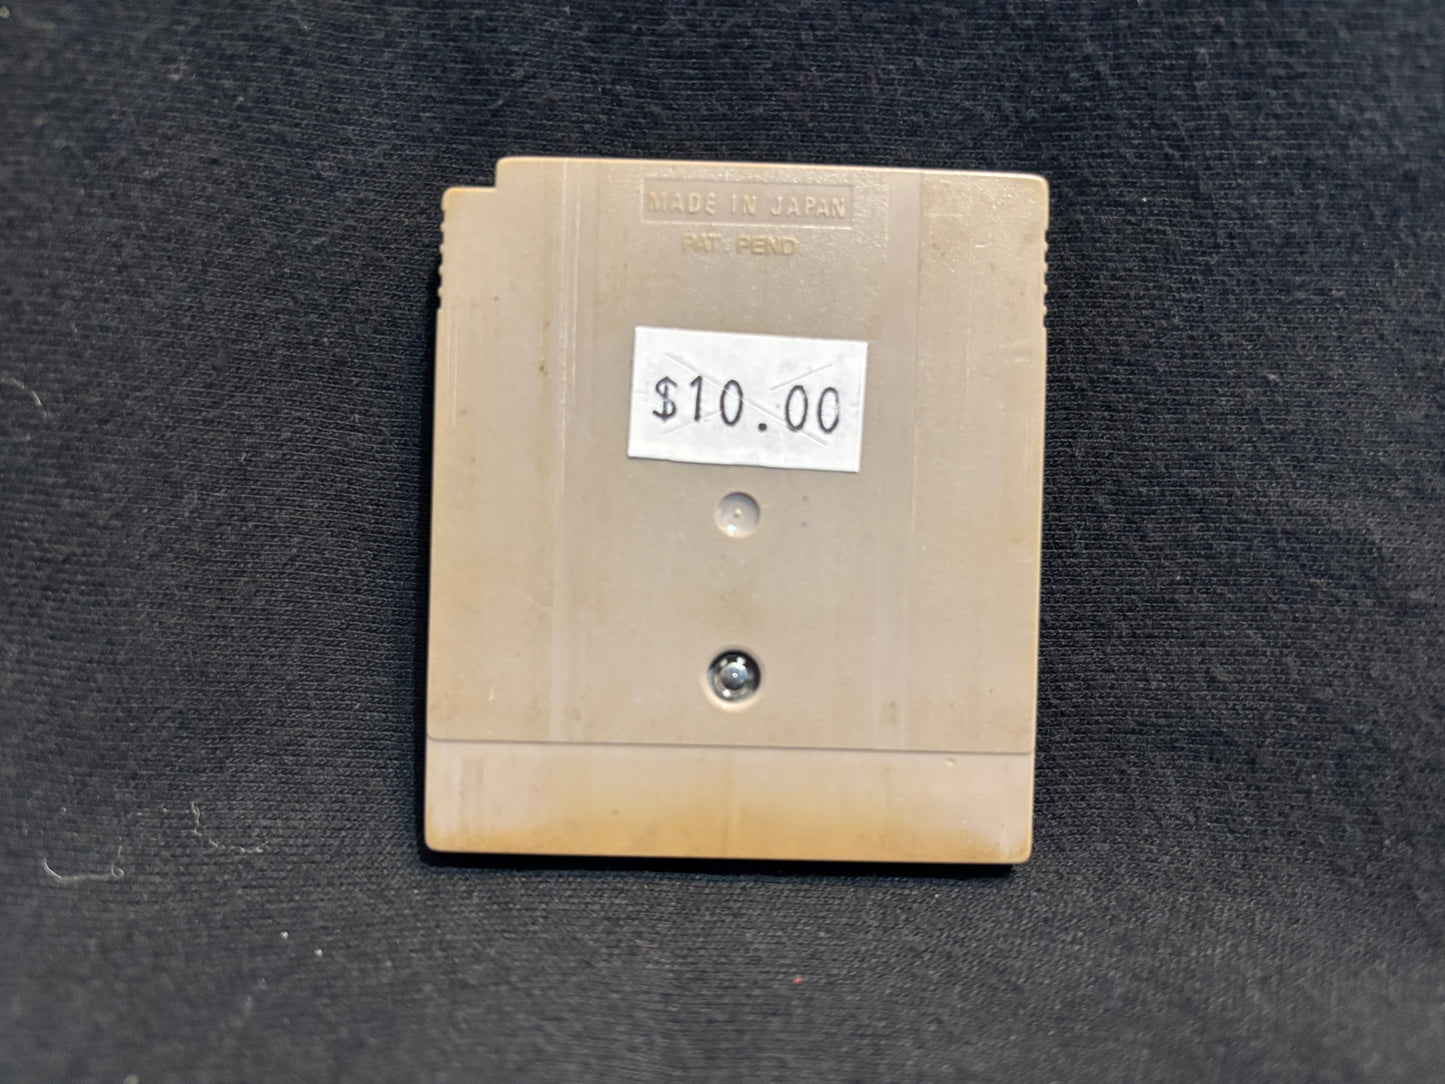 MADE IN JAPAN
PAT. PEND.
$10.00